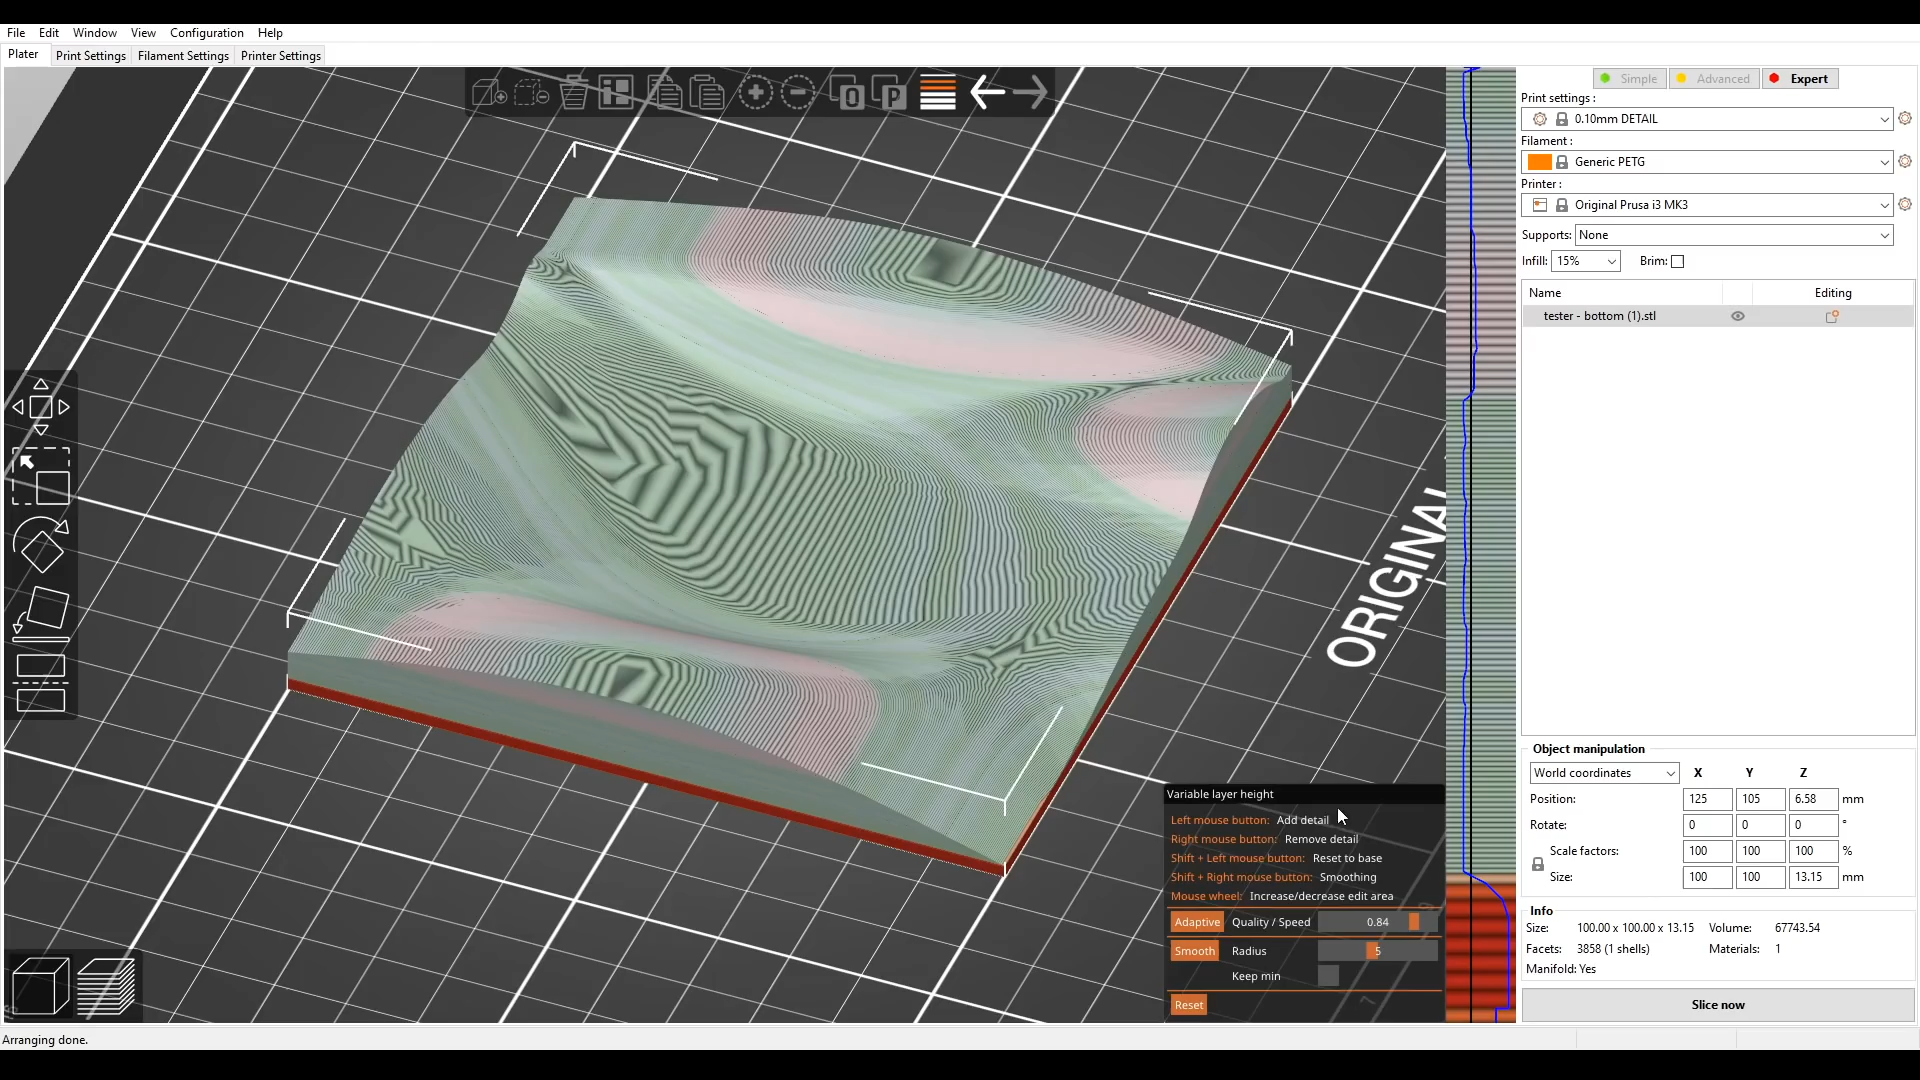 File Edit Window View Configuration Help
Plater Print Settings Filament Settings Printer Settings
Simple Advanced Expert
Print settings :
0.10mm DETAIL
Filament :
Generic PETG
Printer :
Original Prusa i3 MK3
Supports: None
Infill: 15% Brim:
Name Editing
tester - bottom (1).stl
ORIGINAL
Object manipulation
World coordinates X Y Z
Position: 125 105 6.58 mm
Rotate: 0 0 0 °
Scale factors: 100 100 100 %
Size: 100 100 13.15 mm
Info
Size: 100.00 x 100.00 x 13.15 Volume: 67743.54
Facets: 3858 (1 shells) Materials: 1
Manifold: Yes
Slice now
Variable layer height
Left mouse button: Add detail
Right mouse button: Remove detail
Shift + Left mouse button: Reset to base
Shift + Right mouse button: Smoothing
Mouse wheel: Increase/decrease edit area
Adaptive Quality / Speed 0.84
Smooth Radius 5
Keep min
Reset
Arranging done.